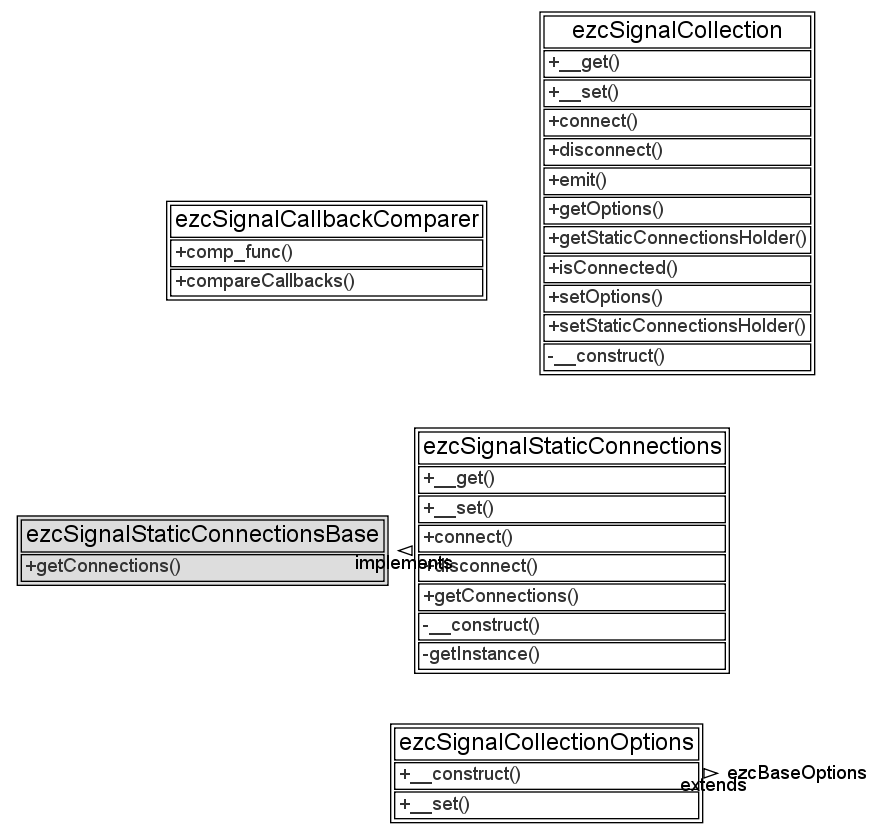 ezcSignalCollection
+__get()
+__set()
+connect()
+disconnect()
+emit()
+getOptions()
+getStaticConnectionsHolder()
+isConnected()
+setOptions()
+setStaticConnectionsHolder()
-__construct()
ezcSignalCallbackComparer
+comp_func()
+compareCallbacks()
ezcSignalStaticConnections
+__get()
+__set()
+connect()
+disconnect()
+getConnections()
-__construct()
-getInstance()
ezcSignalStaticConnectionsBase
+getConnections()
implements
ezcSignalCollectionOptions
+__construct()
+__set()
extends
ezcBaseOptions